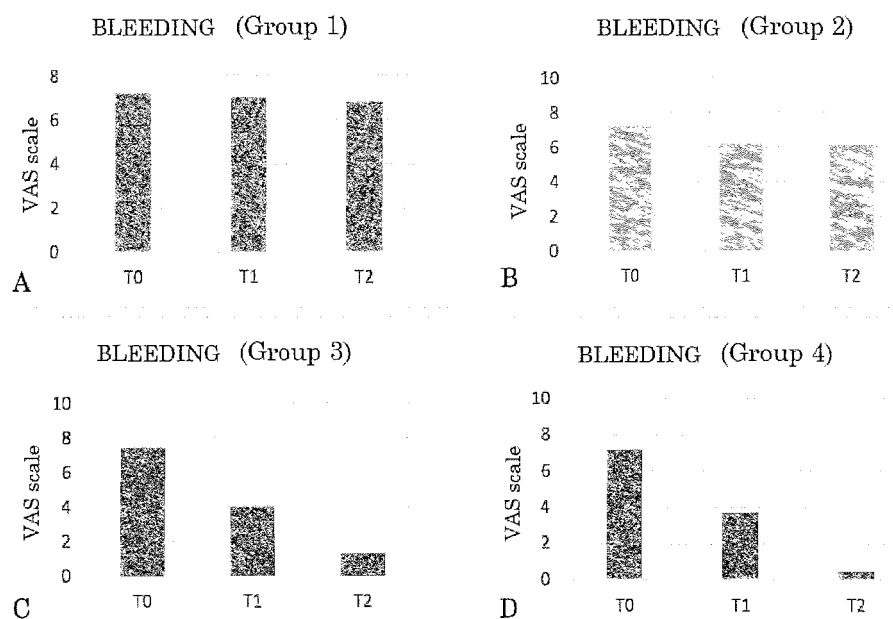 BLEEDING (Group 1)
8
6
4
2
0
VAS scale
T0 T1 T2
A
BLEEDING (Group 2)
10
8
6
4
2
0
VAS scale
T0 T1 T2
B
BLEEDING (Group 3)
10
8
6
4
2
0
VAS scale
T0 T1 T2
C
BLEEDING (Group 4)
10
8
6
4
2
0
VAS scale
T0 T1 T2
D